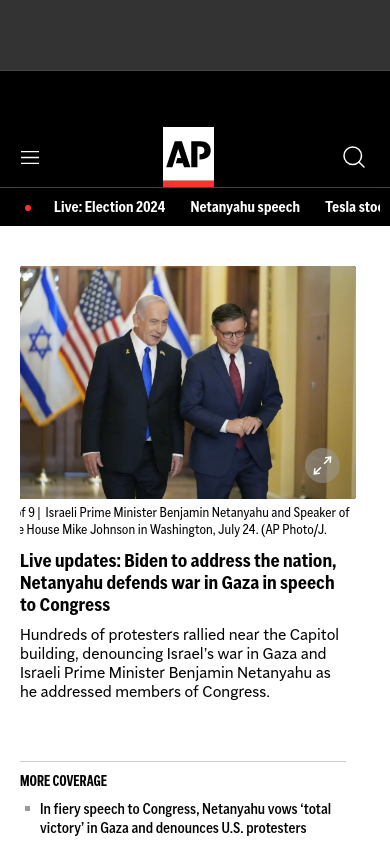 AP
Live: Election 2024 Netanyahu speech Tesla
of 9 | Israeli Prime Minister Benjamin Netanyahu and Speaker of
House Mike Johnson in Washington, July 24. (AP Photo/J.
Live updates: Biden to address the nation,
Netanyahu defends war in Gaza in speech
to Congress
Hundreds of protesters rallied near the Capitol
building, denouncing Israel’s war in Gaza and
Israeli Prime Minister Benjamin Netanyahu as
he addressed members of Congress.
MORE COVERAGE
In fiery speech to Congress, Netanyahu vows ‘total
victory’ in Gaza and denounces U.S. protesters